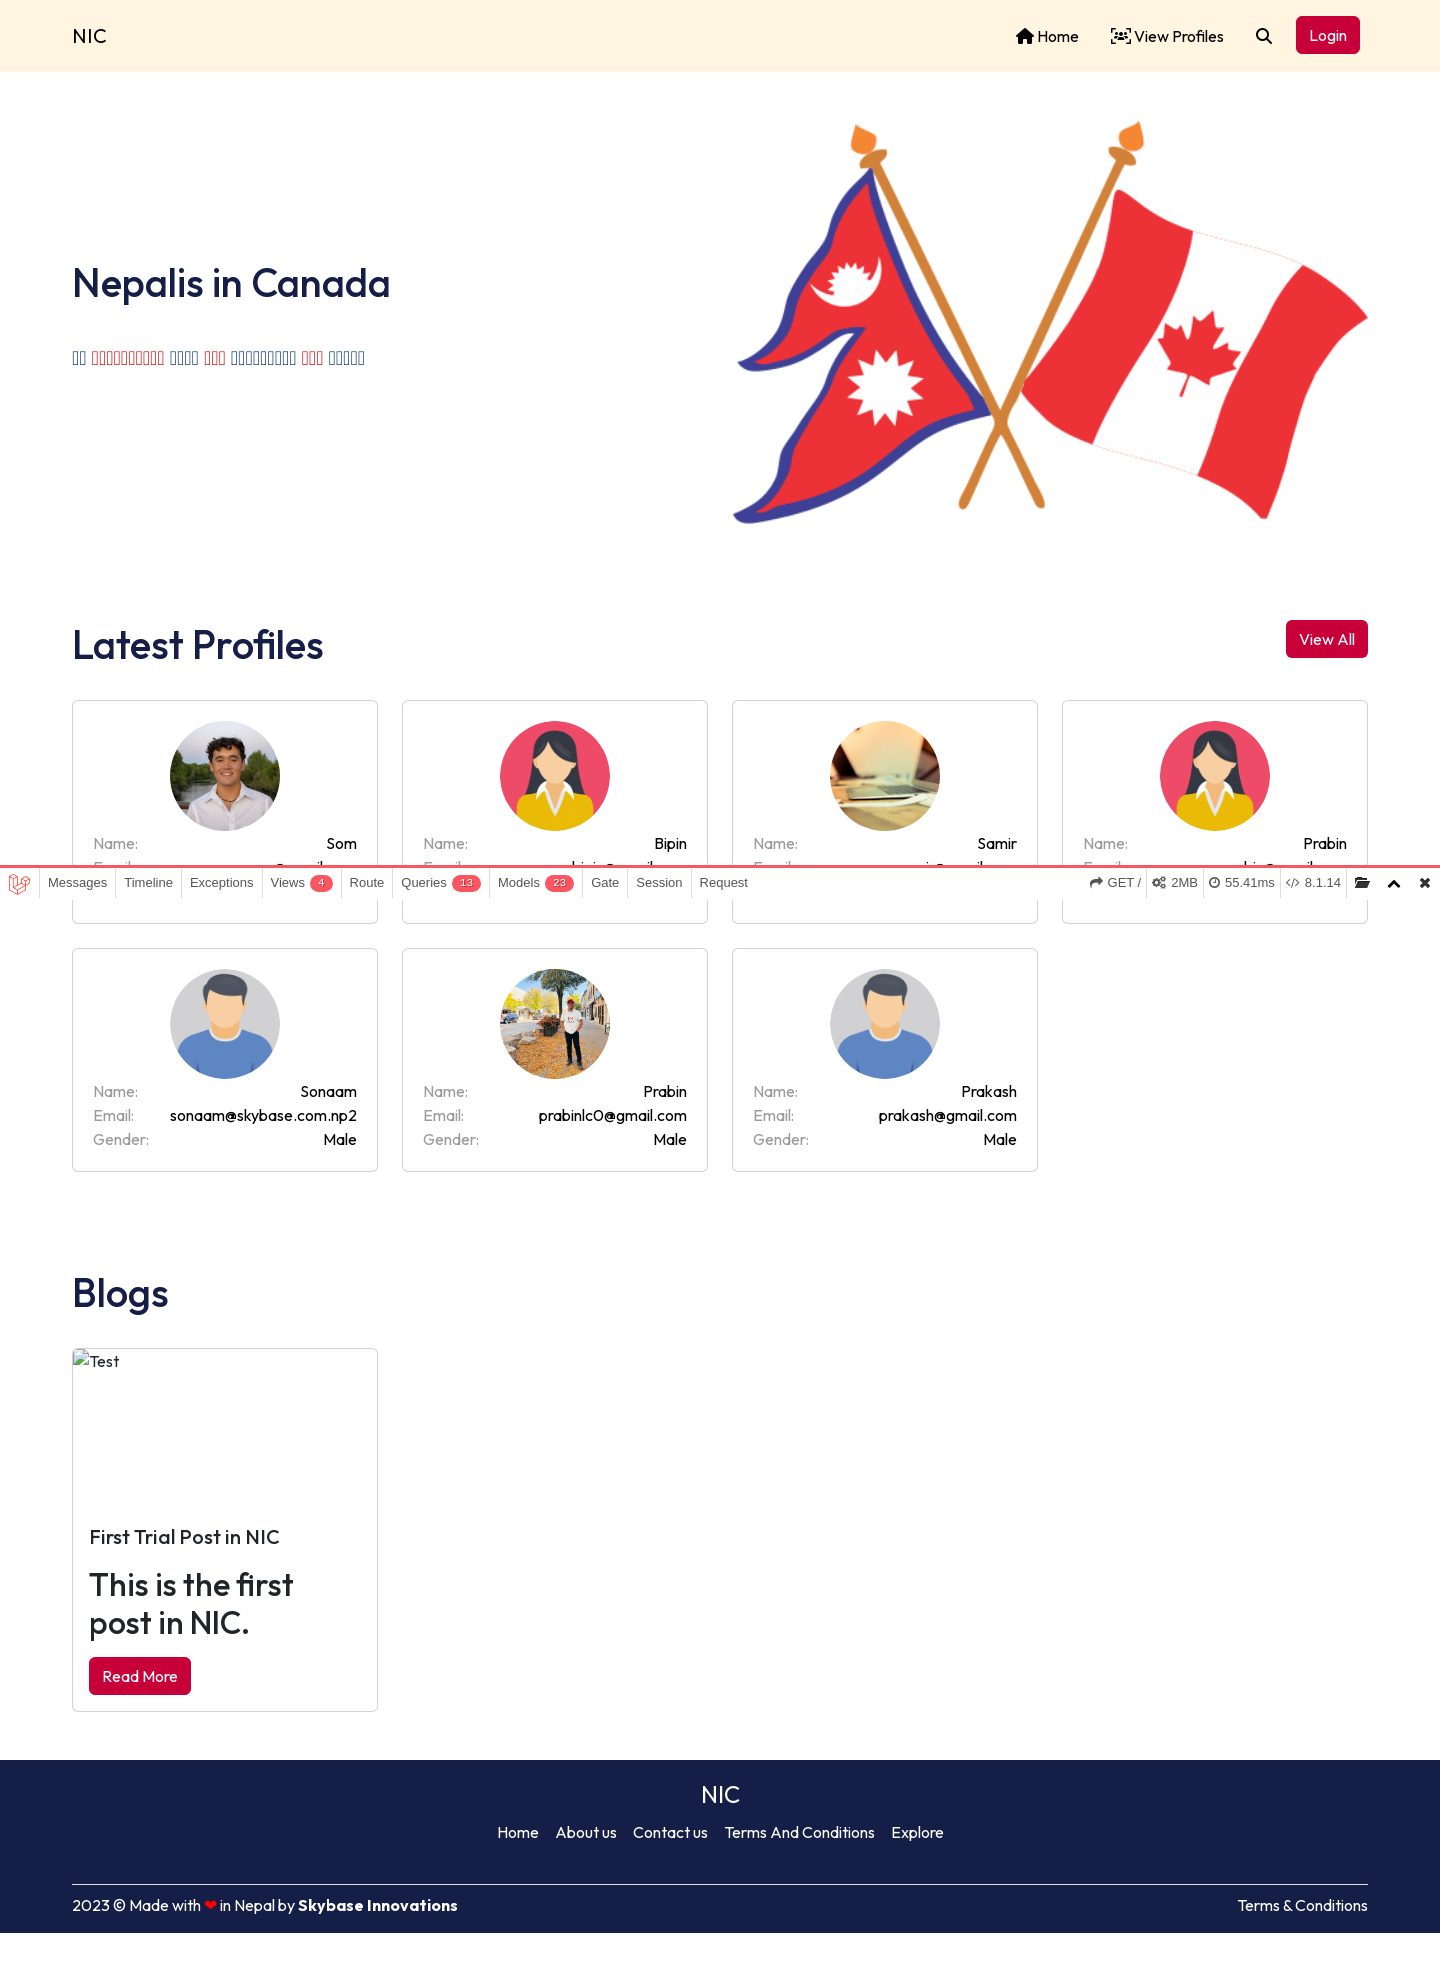 NIC
Home View Profiles Login
Nepalis in Canada
Latest Profiles
View All
Name: Som
Name: Bipin
Name: Samir
Name: Prabin
Messages Timeline Exceptions Views 4 Route Queries 13 Models 23 Gate Session Request GET / 2MB 55.41ms 8.1.14
Name: Sonaam
Email: sonaam@skybase.com.np2
Gender: Male
Name: Prabin
Email: prabinlc0@gmail.com
Gender: Male
Name: Prakash
Email: prakash@gmail.com
Gender: Male
Blogs
Test
First Trial Post in NIC
This is the first
post in NIC.
Read More
NIC
Home About us Contact us Terms And Conditions Explore
2023 © Made with ❤ in Nepal by Skybase Innovations
Terms & Conditions